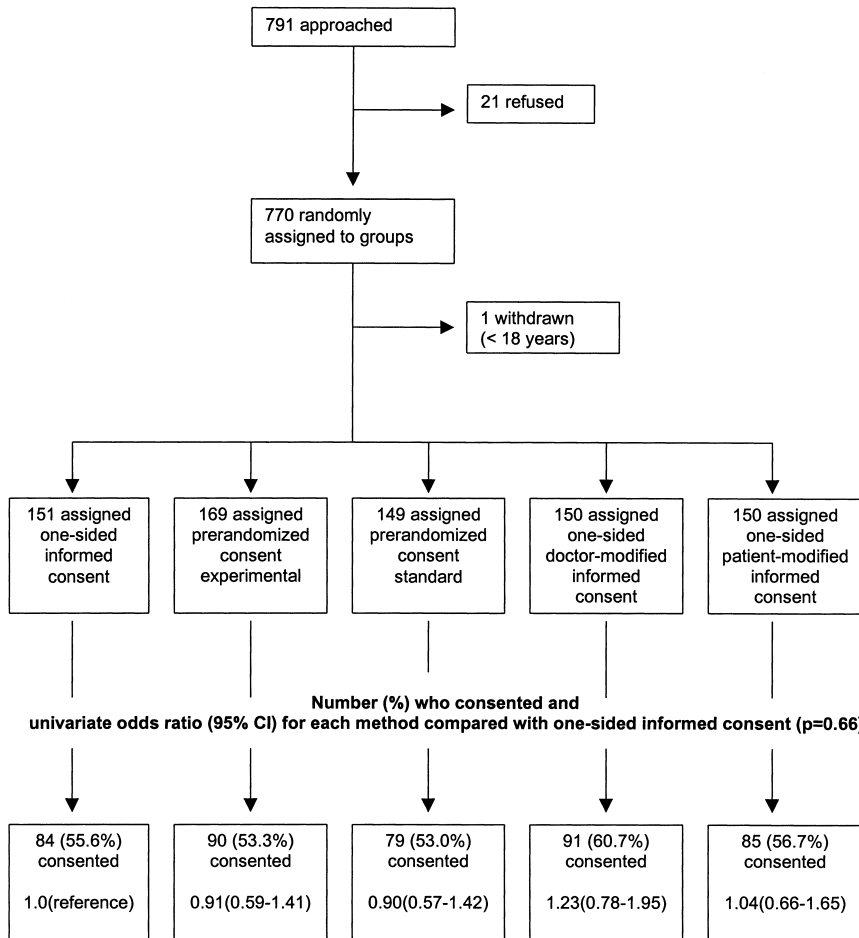 791 approached
21 refused
770 randomly
assigned to groups
1 withdrawn
(< 18 years)
151 assigned
one-sided
informed
consent
169 assigned
prerandomized
consent
experimental
149 assigned
prerandomized
consent
standard
150 assigned
one-sided
doctor-modified
informed
consent
150 assigned
one-sided
patient-modified
informed
consent
Number (%) who consented and
univariate odds ratio (95% CI) for each method compared with one-sided informed consent (p=0.66)
84 (55.6%)
consented
1.0(reference)
90 (53.3%)
consented
0.91(0.59-1.41)
79 (53.0%)
consented
0.90(0.57-1.42)
91 (60.7%)
consented
1.23(0.78-1.95)
85 (56.7%)
consented
1.04(0.66-1.65)